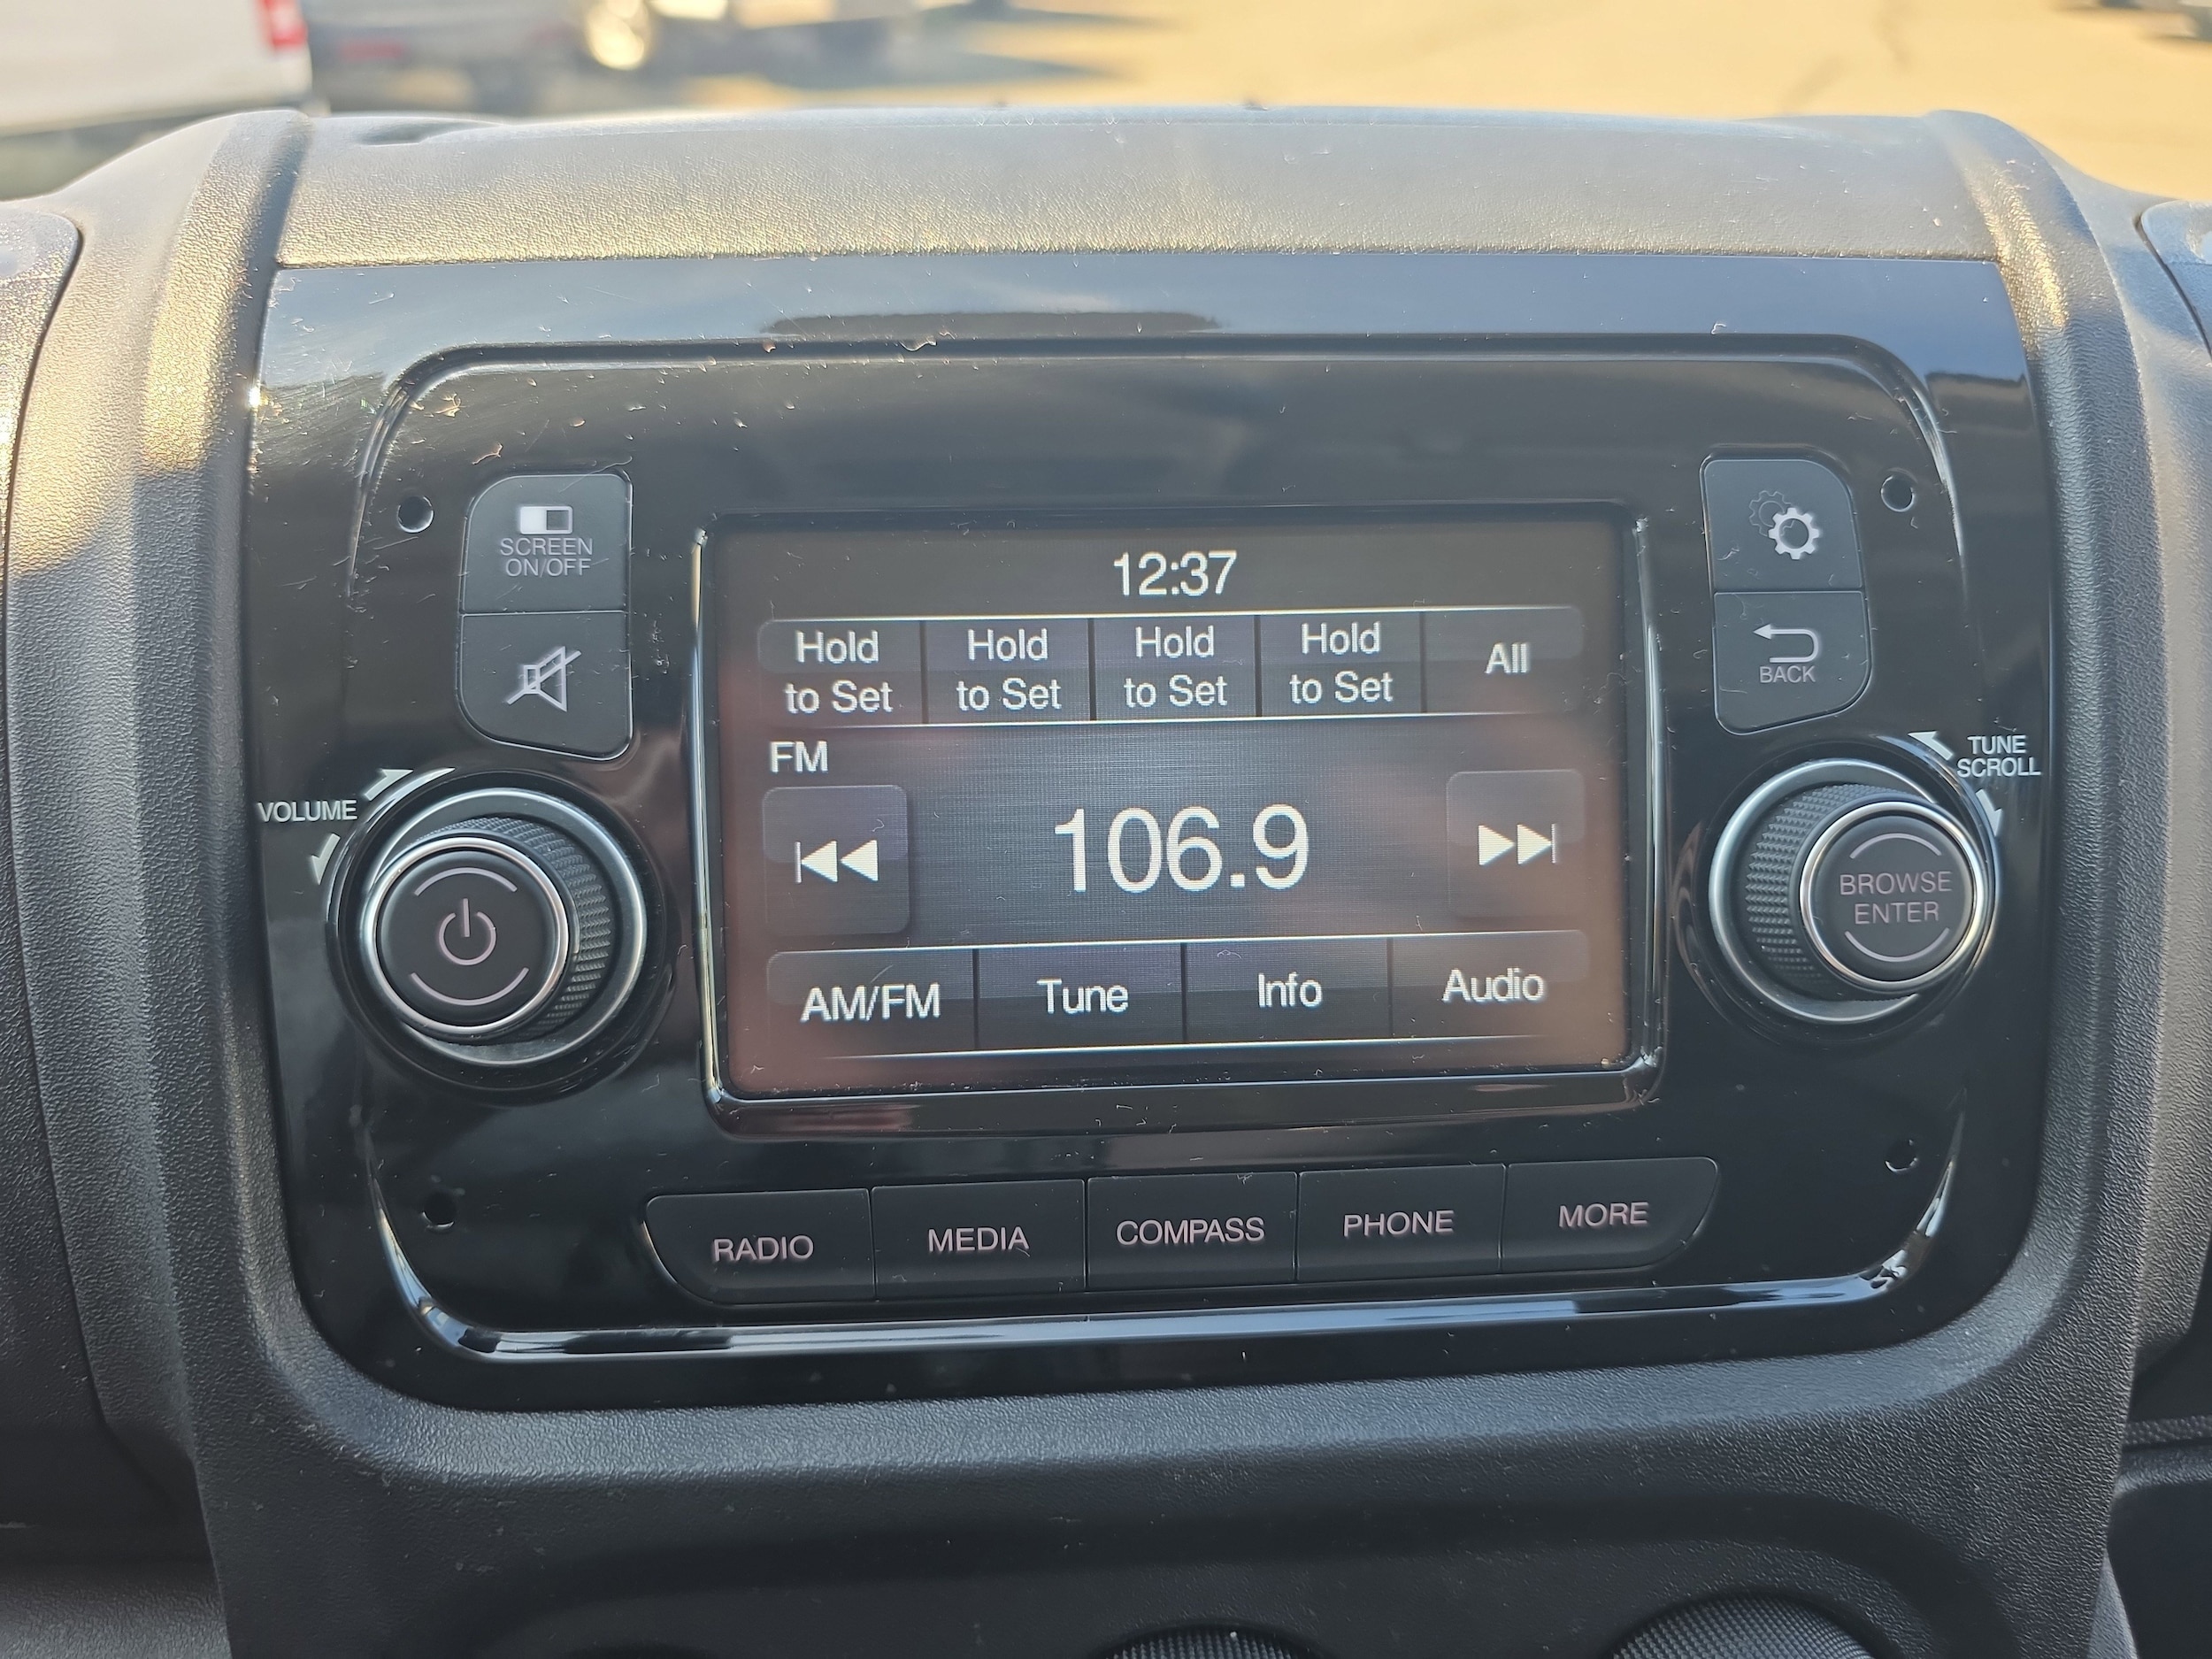 SCREEN
ON/OFF
12:37
Hold
to Set
Hold
to Set
Hold
to Set
Hold
to Set
All
BACK
FM
VOLUME
TUNE
SCROLL
106.9
BROWSE
ENTER
AM/FM
Tune
Info
Audio
RADIO
MEDIA
COMPASS
PHONE
MORE